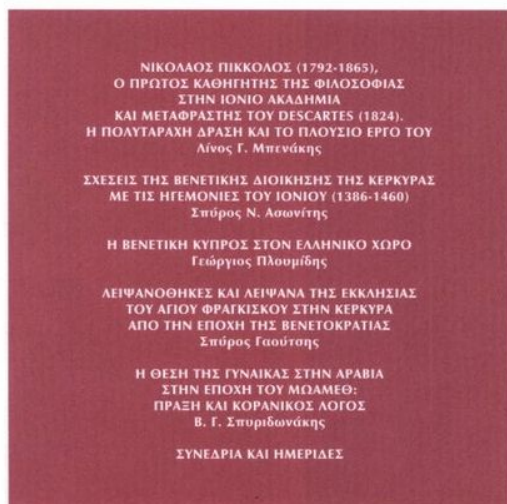 ΝΙΚΟΛΑΟΣ ΠΙΚΚΟΛΟΣ (1792-1865),
Ο ΠΡΩΤΟΣ ΚΑΘΗΓΗΤΗΣ ΤΗΣ ΦΙΛΟΣΟΦΙΑΣ
ΣΤΗΝ ΙΟΝΙΟ ΑΚΑΔΗΜΙΑ
ΚΑΙ ΜΕΤΑΦΡΑΣΤΗΣ ΤΟΥ DESCARTES (1824).
Η ΠΟΛΥΤΑΡΑΧΗ ΔΡΑΣΗ ΚΑΙ ΤΟ ΠΛΟΥΣΙΟ ΕΡΓΟ ΤΟΥ
Λίνος Γ. Μπενάκης
ΣΧΕΣΕΙΣ ΤΗΣ ΒΕΝΕΤΙΚΗΣ ΔΙΟΙΚΗΣΗΣ ΤΗΣ ΚΕΡΚΥΡΑΣ
ΜΕ ΤΙΣ ΗΓΕΜΟΝΙΕΣ ΤΟΥ ΙΟΝΙΟΥ (1386-1460)
Σπύρος Ν. Ασωνίτης
Η ΒΕΝΕΤΙΚΗ ΚΥΠΡΟΣ ΣΤΟΝ ΕΛΛΗΝΙΚΟ ΧΩΡΟ
Γεώργιος Πλουμίδης
ΛΕΙΨΑΝΟΘΗΚΕΣ ΚΑΙ ΛΕΙΨΑΝΑ ΤΗΣ ΕΚΚΛΗΣΙΑΣ
ΤΟΥ ΑΓΙΟΥ ΦΡΑΓΚΙΣΚΟΥ ΣΤΗΝ ΚΕΡΚΥΡΑ
ΑΠΟ ΤΗΝ ΕΠΟΧΗ ΤΗΣ ΒΕΝΕΤΟΚΡΑΤΙΑΣ
Σπύρος Γαούτσης
Η ΘΕΣΗ ΤΗΣ ΓΥΝΑΙΚΑΣ ΣΤΗΝ ΑΡΑΒΙΑ
ΣΤΗΝ ΕΠΟΧΗ ΤΟΥ ΜΩΑΜΕΘ:
ΠΡΑΞΗ ΚΑΙ ΚΟΡΑΝΙΚΟΣ ΛΟΓΟΣ
Β. Γ. Σπυριδωνάκης
ΣΥΝΕΔΡΙΑ ΚΑΙ ΗΜΕΡΙΔΕΣ